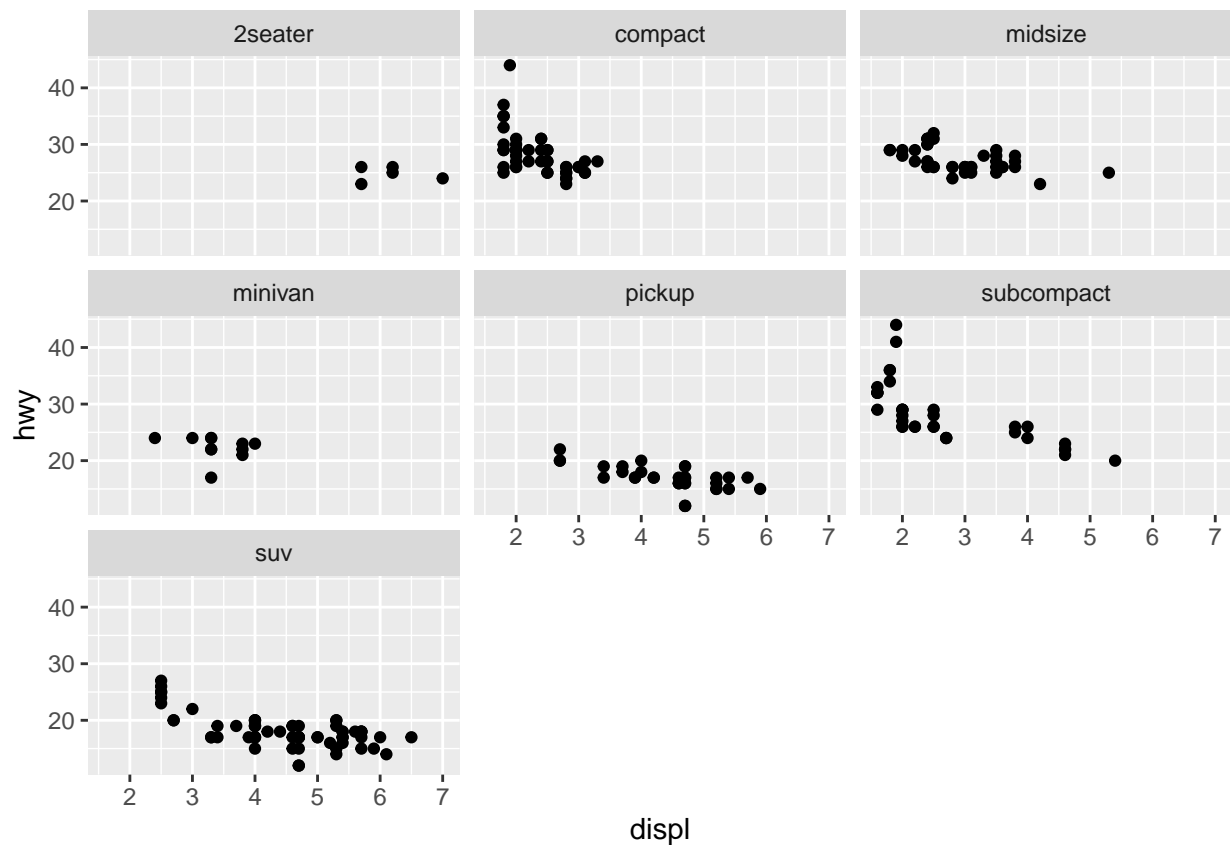 2seater compact midsize
40
30
20
minivan pickup subcompact
40
30
20
2 3 4 5 6 7 2 3 4 5 6 7
suv
40
30
20
2 3 4 5 6 7
hwy
displ